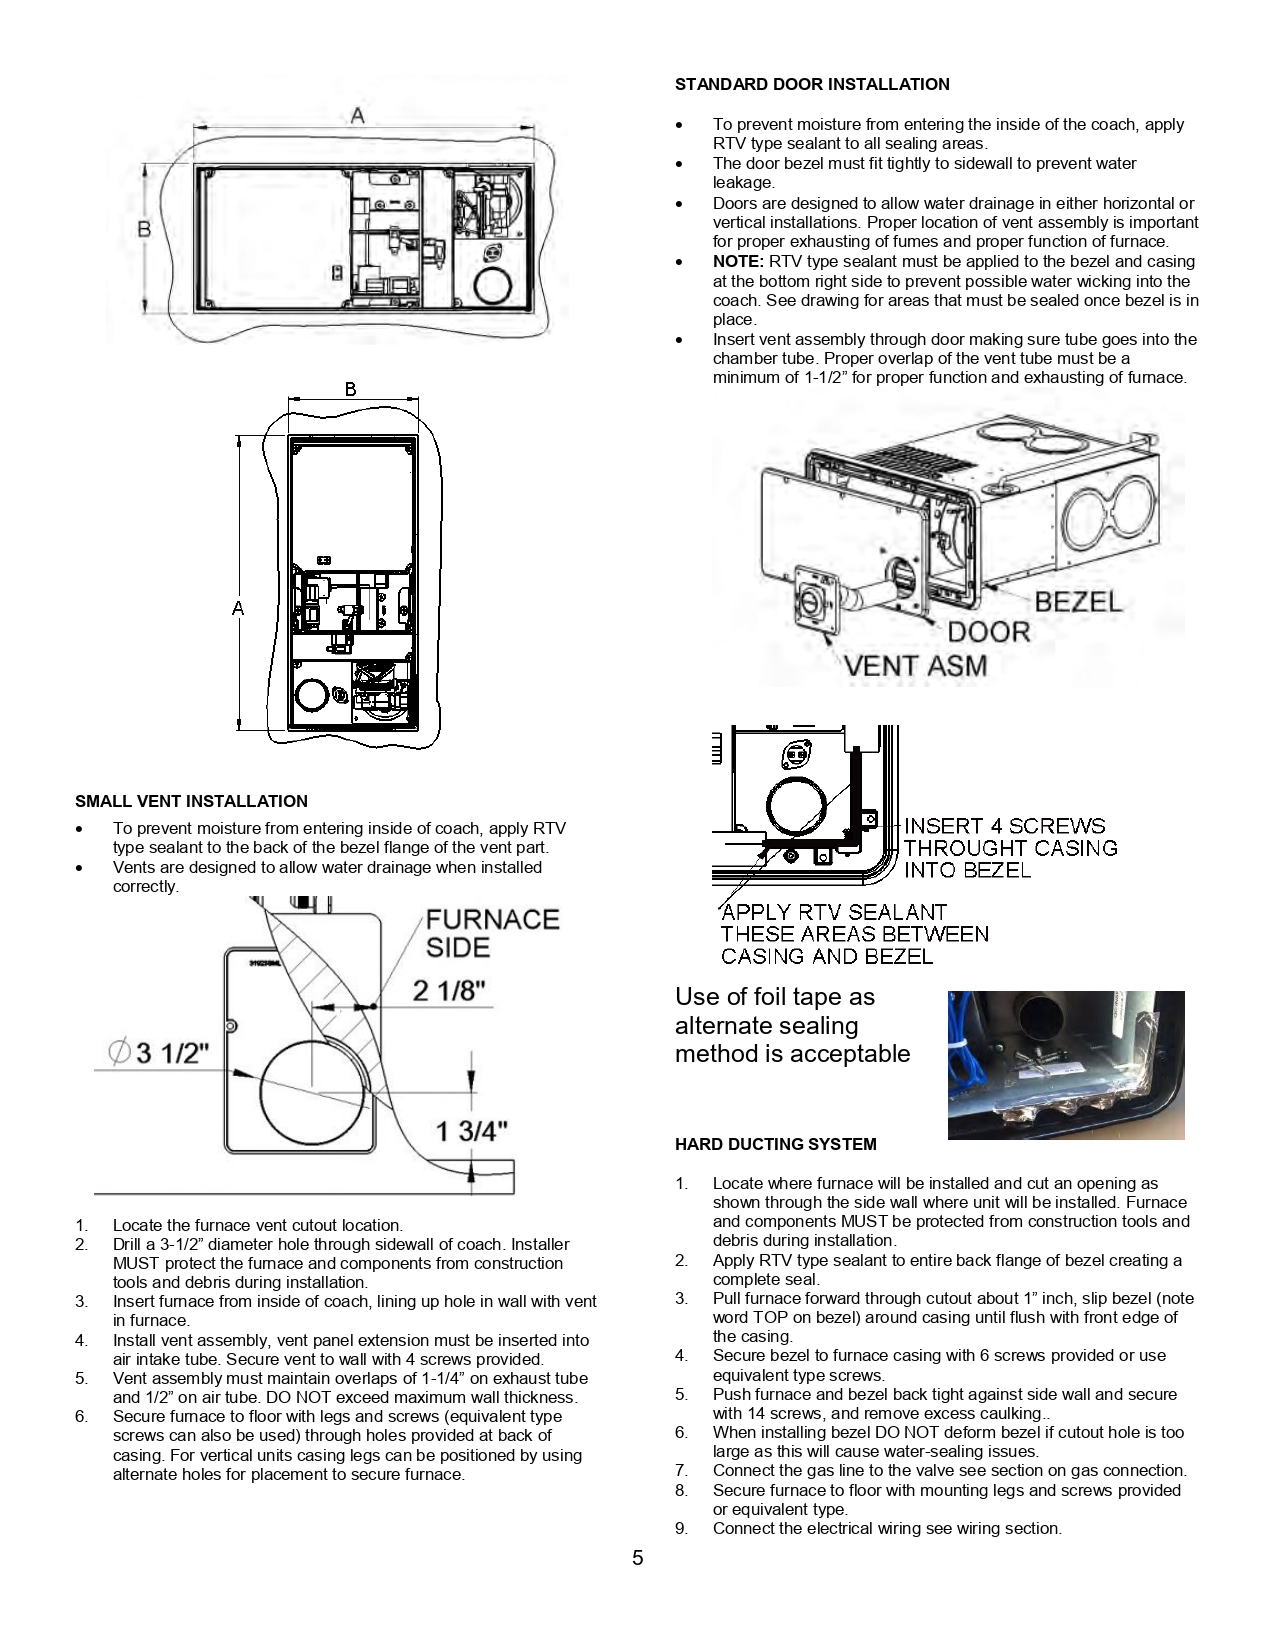 A
B
B
A
SMALL VENT INSTALLATION
• To prevent moisture from entering inside of coach, apply RTV
type sealant to the back of the bezel flange of the vent part.
• Vents are designed to allow water drainage when installed
correctly.
FURNACE
SIDE
2 1/8"
∅3 1/2"
1 3/4"
1. Locate the furnace vent cutout location.
2. Drill a 3-1/2” diameter hole through sidewall of coach. Installer
MUST protect the furnace and components from construction
tools and debris during installation.
3. Insert furnace from inside of coach, lining up hole in wall with vent
in furnace.
4. Install vent assembly, vent panel extension must be inserted into
air intake tube. Secure vent to wall with 4 screws provided.
5. Vent assembly must maintain overlaps of 1-1/4” on exhaust tube
and 1/2” on air tube. DO NOT exceed maximum wall thickness.
6. Secure furnace to floor with legs and screws (equivalent type
screws can also be used) through holes provided at back of
casing. For vertical units casing legs can be positioned by using
alternate holes for placement to secure furnace.
STANDARD DOOR INSTALLATION
• To prevent moisture from entering the inside of the coach, apply
RTV type sealant to all sealing areas.
• The door bezel must fit tightly to sidewall to prevent water
leakage.
• Doors are designed to allow water drainage in either horizontal or
vertical installations. Proper location of vent assembly is important
for proper exhausting of fumes and proper function of furnace.
• NOTE: RTV type sealant must be applied to the bezel and casing
at the bottom right side to prevent possible water wicking into the
coach. See drawing for areas that must be sealed once bezel is in
place.
• Insert vent assembly through door making sure tube goes into the
chamber tube. Proper overlap of the vent tube must be a
minimum of 1-1/2” for proper function and exhausting of furnace.
BEZEL
DOOR
VENT ASM
INSERT 4 SCREWS
THROUGHT CASING
INTO BEZEL
APPLY RTV SEALANT
THESE AREAS BETWEEN
CASING AND BEZEL
Use of foil tape as
alternate sealing
method is acceptable
HARD DUCTING SYSTEM
1. Locate where furnace will be installed and cut an opening as
shown through the side wall where unit will be installed. Furnace
and components MUST be protected from construction tools and
debris during installation.
2. Apply RTV type sealant to entire back flange of bezel creating a
complete seal.
3. Pull furnace forward through cutout about 1” inch, slip bezel (note
word TOP on bezel) around casing until flush with front edge of
the casing.
4. Secure bezel to furnace casing with 6 screws provided or use
equivalent type screws.
5. Push furnace and bezel back tight against side wall and secure
with 14 screws, and remove excess caulking..
6. When installing bezel DO NOT deform bezel if cutout hole is too
large as this will cause water-sealing issues.
7. Connect the gas line to the valve see section on gas connection.
8. Secure furnace to floor with mounting legs and screws provided
or equivalent type.
9. Connect the electrical wiring see wiring section.
5